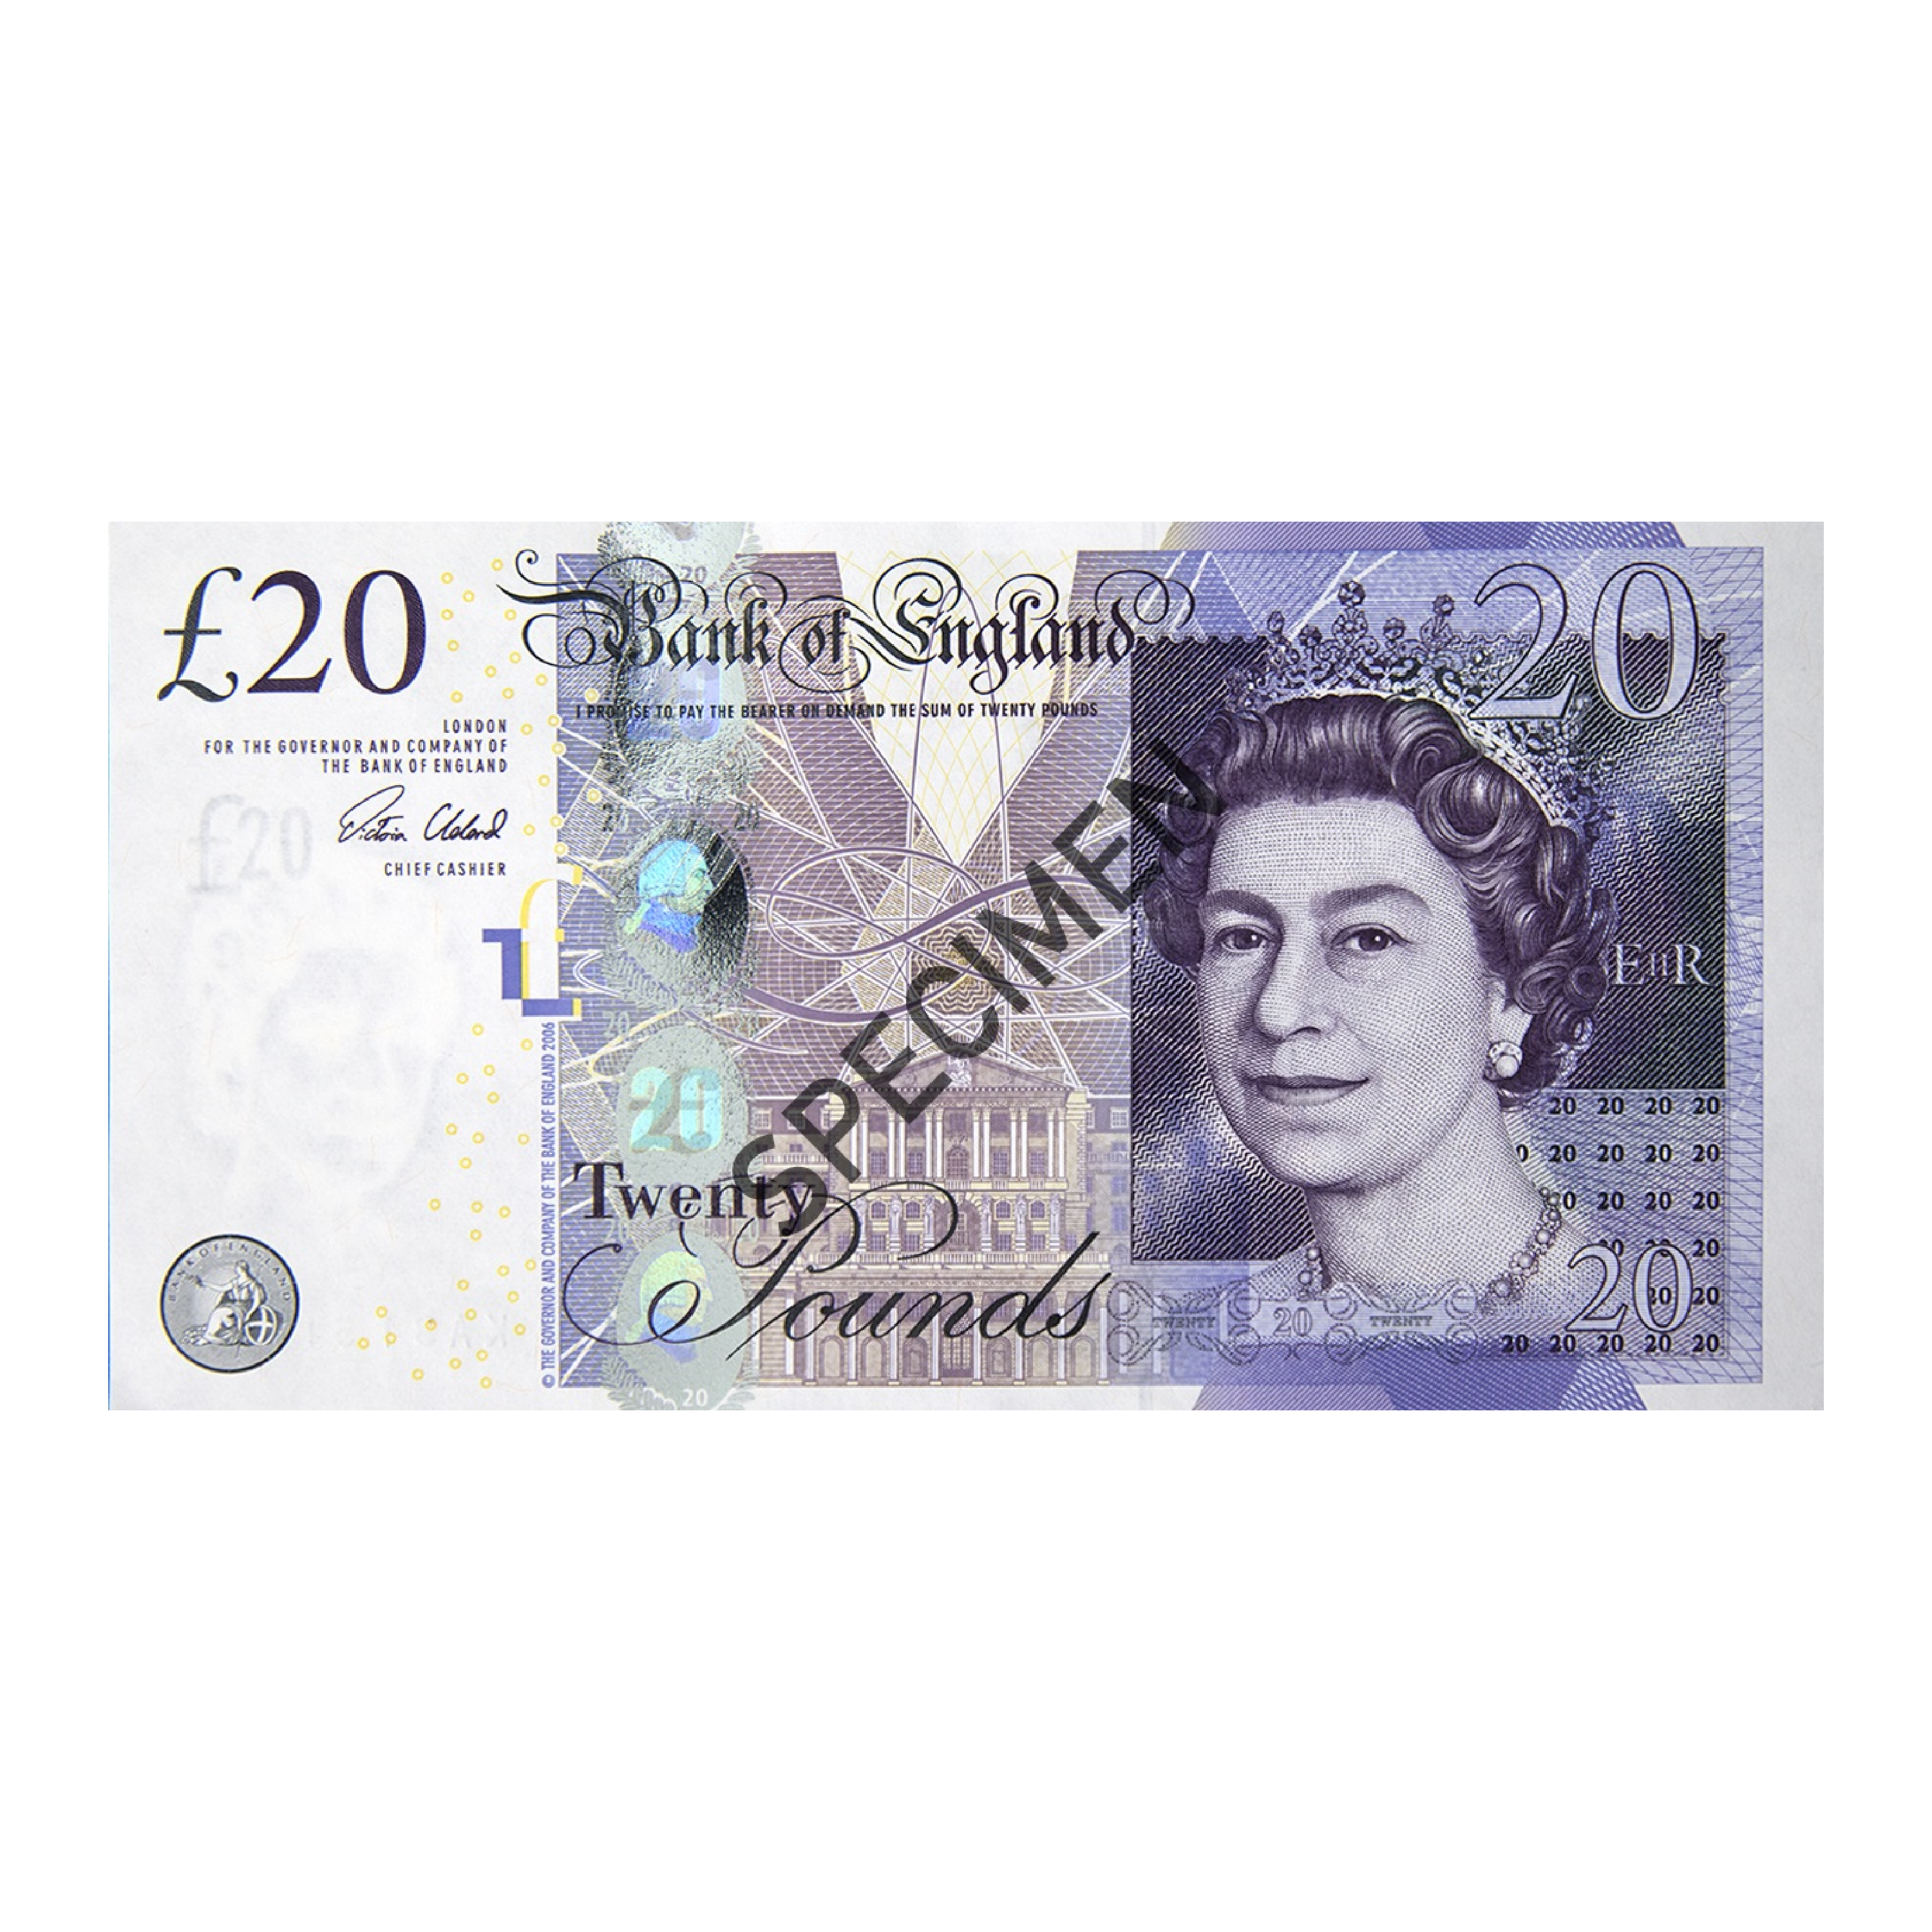 £20
Bank of England
20
I PROMISE TO PAY THE BEARER ON DEMAND THE SUM OF TWENTY POUNDS
LONDON
FOR THE GOVERNOR AND COMPANY OF
THE BANK OF ENGLAND
Victoria Cleland
CHIEF CASHIER
£20
20
20
20
E II R
SPECIMEN
© THE GOVERNOR AND COMPANY OF THE BANK OF ENGLAND 2006
20
20 20 20 20
20 20 20
20 20 20
Twenty
Pounds
BANK OF ENGLAND
20 20
20
20 20
TWENTY 20 TWENTY
20 20 20 20 20
20